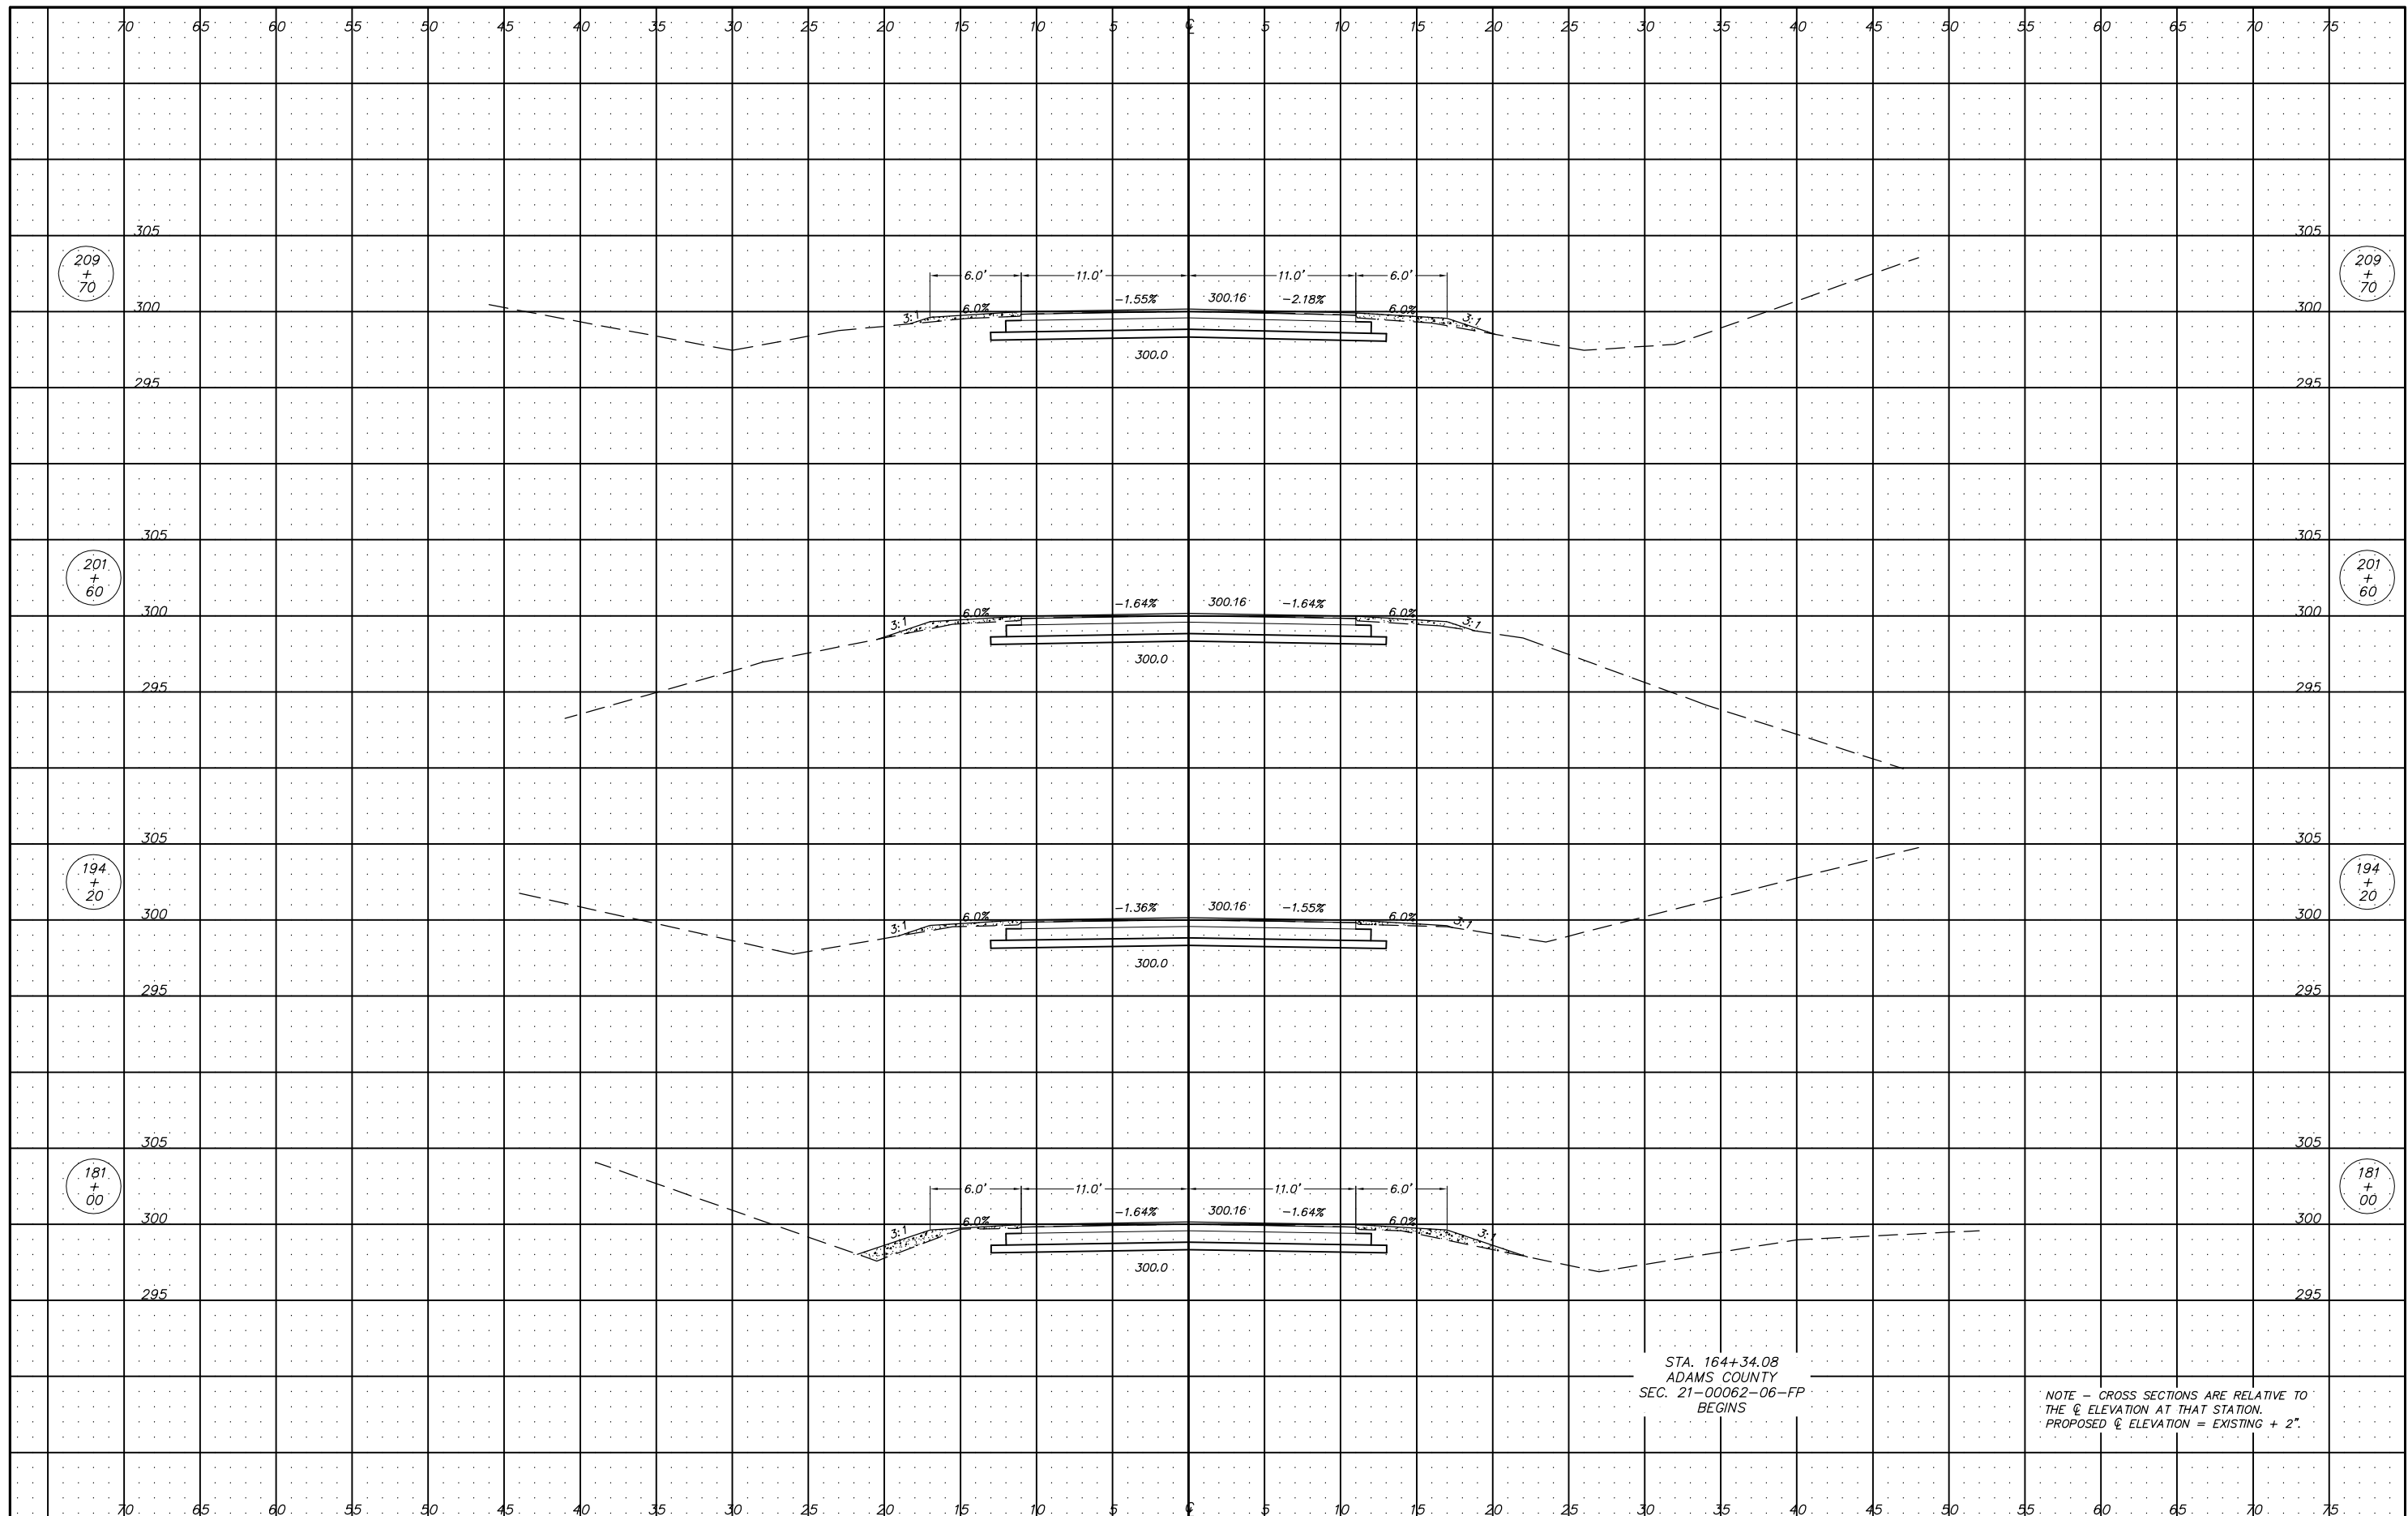 70 65 60 55 50 45 40 35 30 25 20 15 10 5 ℄ 5 10 15 20 25 30 35 40 45 50 55 60 65 70 75
305 305
209 209
+ +
70 70
6.0' 11.0' 11.0' 6.0'
3:1 6.0% -1.55% 300.16 -2.18% 6.0% 3:1
300 300
300.0
295 295
305 305
201 201
+ +
60 60
3:1 6.0% -1.64% 300.16 -1.64% 6.0% 3:1
300 300
300.0
295 295
305 305
194 194
+ +
20 20
3:1 6.0% -1.36% 300.16 -1.55% 6.0% 3:1
300 300
300.0
295 295
305 305
181 181
+ +
00 00
6.0' 11.0' 11.0' 6.0'
3:1 6.0% -1.64% 300.16 -1.64% 6.0% 3:1
300 300
300.0
295 295
STA. 164+34.08
ADAMS COUNTY
SEC. 21-00062-06-FP
BEGINS
NOTE - CROSS SECTIONS ARE RELATIVE TO
THE ℄ ELEVATION AT THAT STATION.
PROPOSED ℄ ELEVATION = EXISTING + 2".
70 65 60 55 50 45 40 35 30 25 20 15 10 5 ℄ 5 10 15 20 25 30 35 40 45 50 55 60 65 70 75